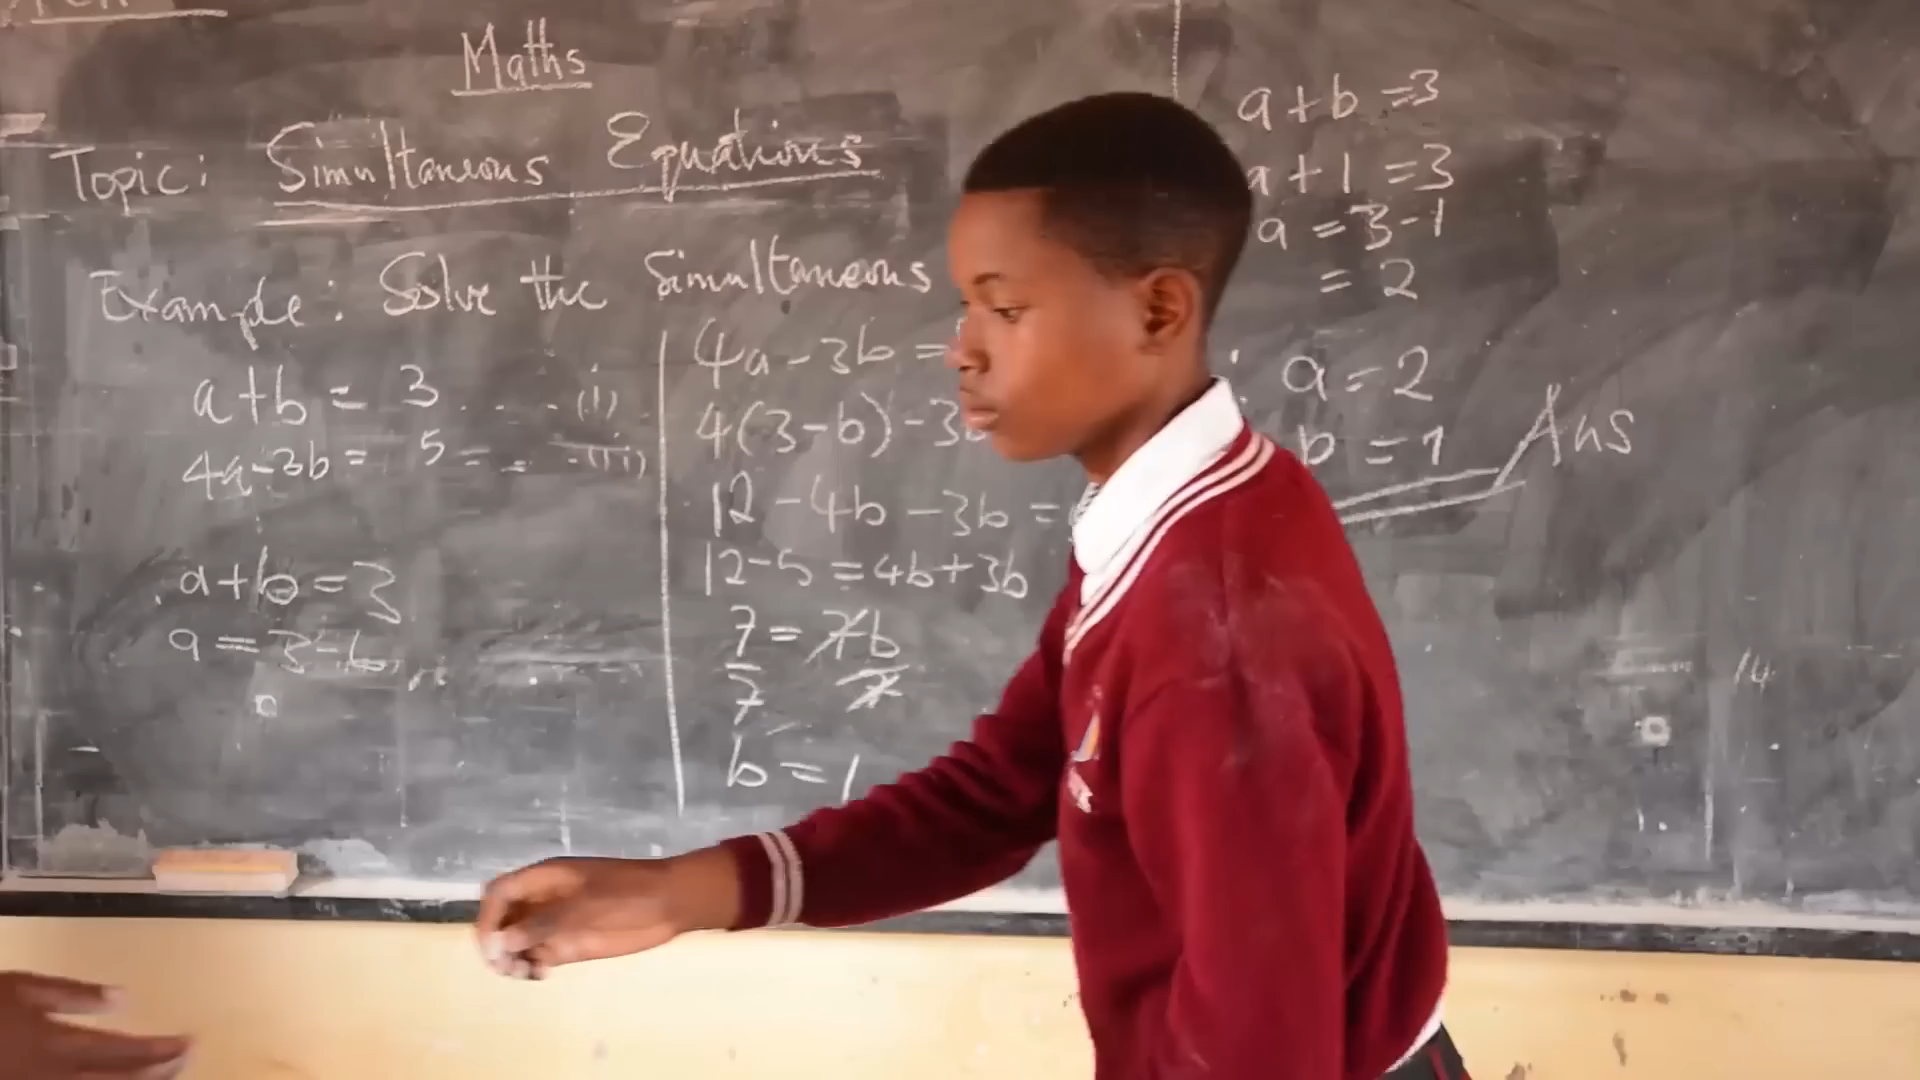 Maths
Topic: Simultaneous Equations
Example: Solve the Simultaneous
a+b = 3 . . . - (i)
4a-3b = 5 - - - (ii)
a+b=3
a = 3-b
4a - 3b =
4(3-b) - 3b
12 - 4b - 3b =
12-5 = 4b+3b
7 = 7b
7 7
b = 1
a+b =3
a+1 =3
a = 3-1
= 2
a = 2
b = 1
Ans
14